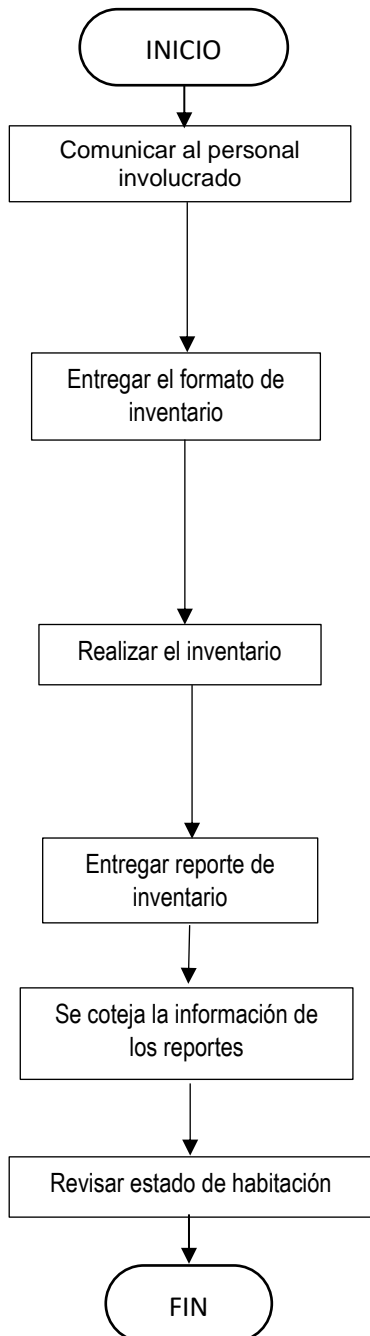 INICIO
Comunicar al personal
involucrado
Entregar el formato de
inventario
Realizar el inventario
Entregar reporte de
inventario
Se coteja la información de
los reportes
Revisar estado de habitación
FIN